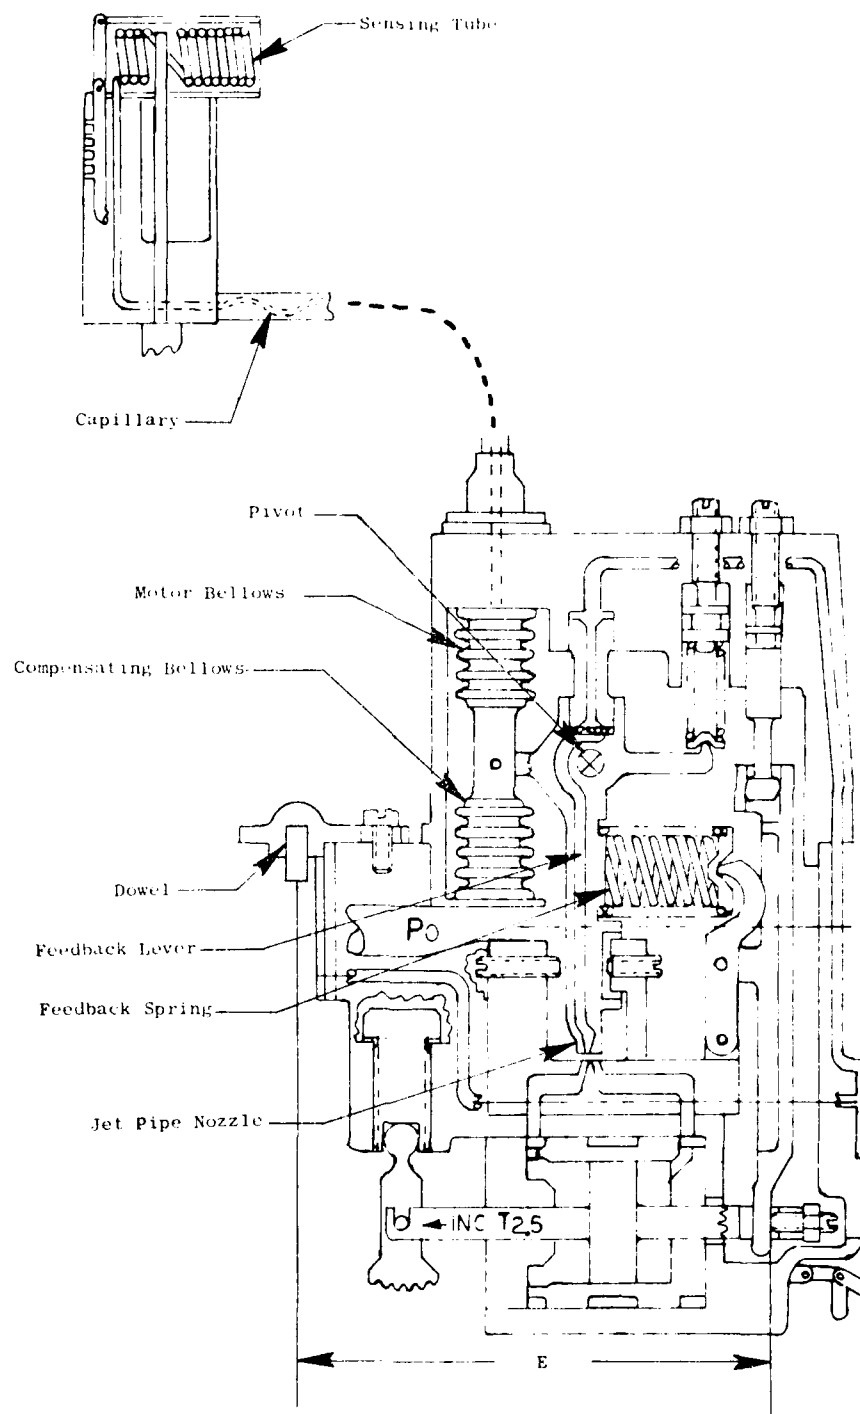 Sensing Tube
Capillary
Pivot
Motor Bellows
Compensating Bellows
Dowel
PO
Feedback Lever
Feedback Spring
Jet Pipe Nozzle
INC T2.5
E